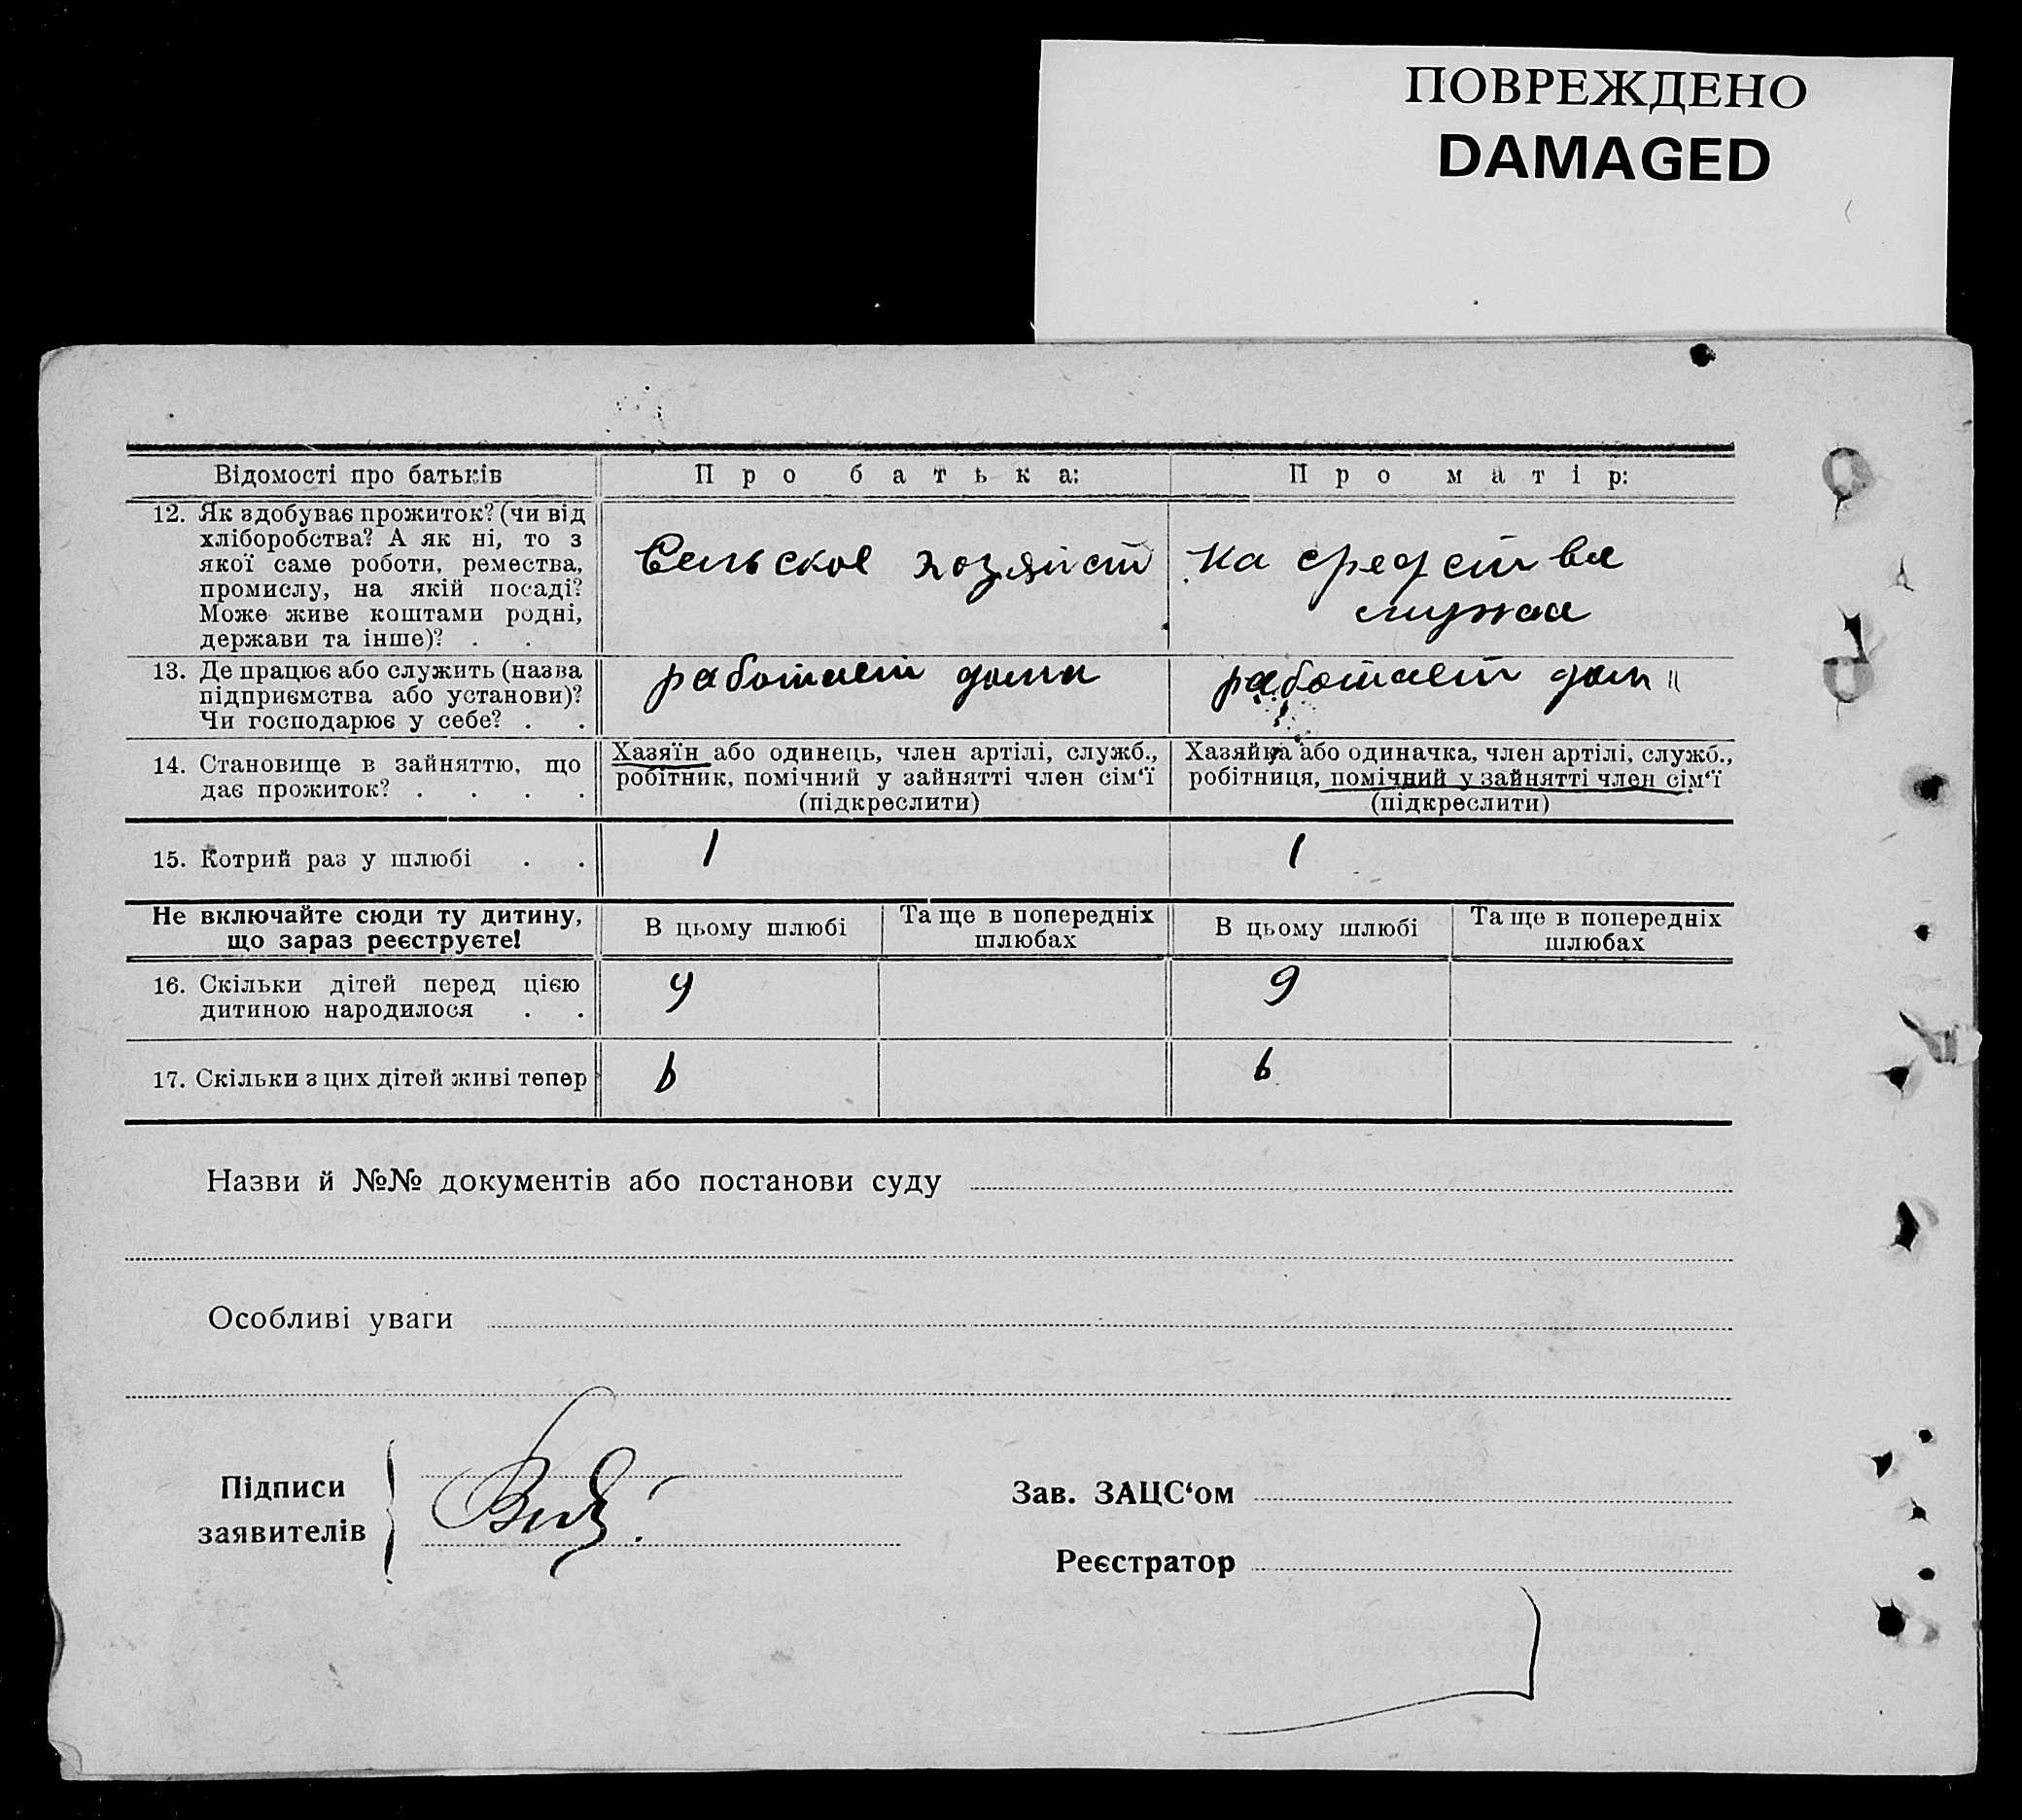 ПОВРЕЖДЕНО
DAMAGED
Відомості про батьків
Про батька:
Про матір:
12. Як здобуває прожиток? (чи від
хліборобства? А як ні, то з
якої саме роботи, ремества,
промислу, на якій посаді?
Може живе коштами родні,
держави та інше)? . .
Сельское хозяйст
На средства
мужа
13. Де працює або служить (назва
підприємства або установи)?
Чи господарює у себе? . .
работает дома
работает дома
14. Становище в зайняттю, що
дає прожиток? . . . .
Хазяїн або одинець, член артілі, служб.,
робітник, помічний у зайнятті член сім‘ї
(підкреслити)
Хазяйка або одиначка, член артілі, служб.,
робітниця, помічний у зайнятті член сім‘ї
(підкреслити)
15. Котрий раз у шлюбі . .
1
1
Не включайте сюди ту дитину,
що зараз реєструєте!
В цьому шлюбі
Та ще в попередніх
шлюбах
В цьому шлюбі
Та ще в попередніх
шлюбах
16. Скільки дітей перед цією
дитиною народилося . .
9
9
17. Скільки з цих дітей живі тепер
6
6
Назви й №№ документів або постанови суду
Особливі уваги
Підписи
заявителів
Зав. ЗАЦС‘ом
Реєстратор